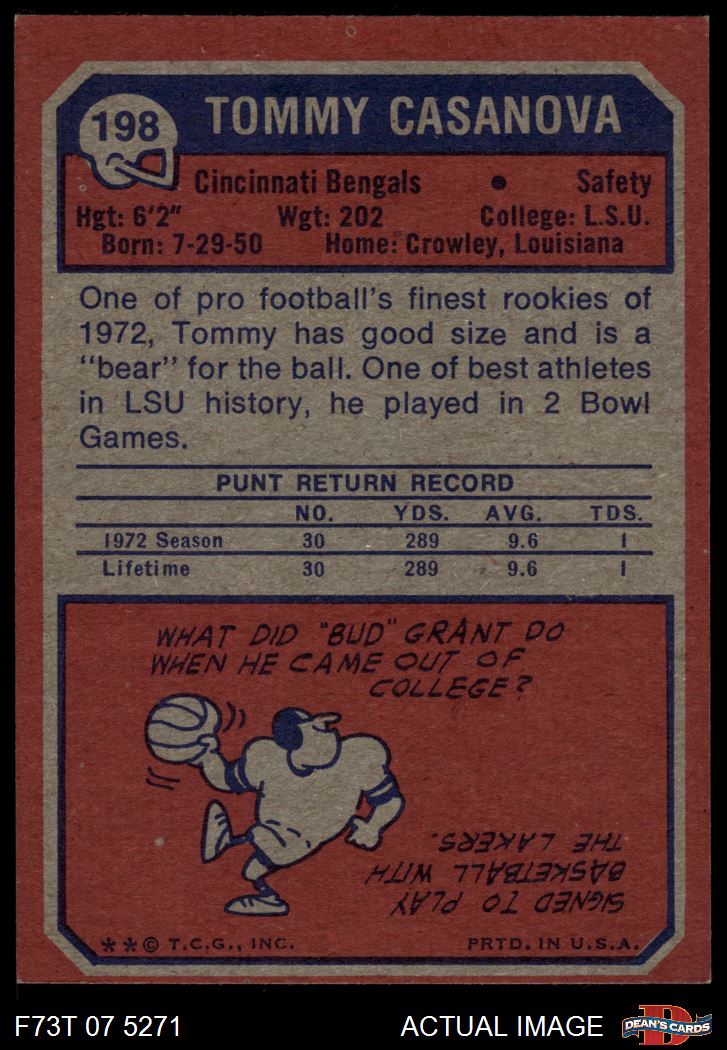 198
TOMMY CASANOVA
Cincinnati Bengals • Safety
Hgt: 6'2" Wgt: 202 College: L.S.U.
Born: 7-29-50 Home: Crowley, Louisiana
One of pro football's finest rookies of
1972, Tommy has good size and is a
"bear" for the ball. One of best athletes
in LSU history, he played in 2 Bowl
Games.
PUNT RETURN RECORD
NO. YDS. AVG. TDS.
1972 Season 30 289 9.6 1
Lifetime 30 289 9.6 1
WHAT DID "BUD" GRANT DO
WHEN HE CAME OUT OF
COLLEGE?
SIGNED TO PLAY
BASKETBALL WITH
THE LAKERS.
**© T.C.G., INC. PRTD. IN U.S.A.
F73T 07 5271 ACTUAL IMAGE
D
DEAN'S CARDS